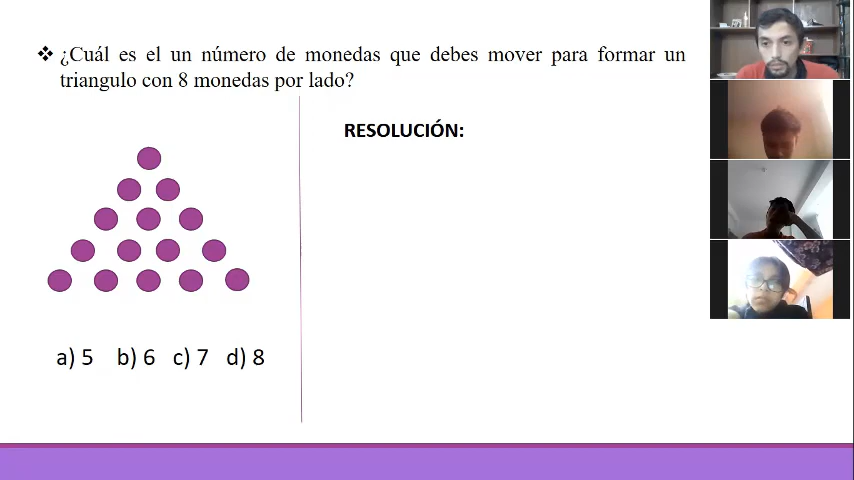 ❖ ¿Cuál es el un número de monedas que debes mover para formar un
triangulo con 8 monedas por lado?
RESOLUCIÓN:
a) 5 b) 6 c) 7 d) 8